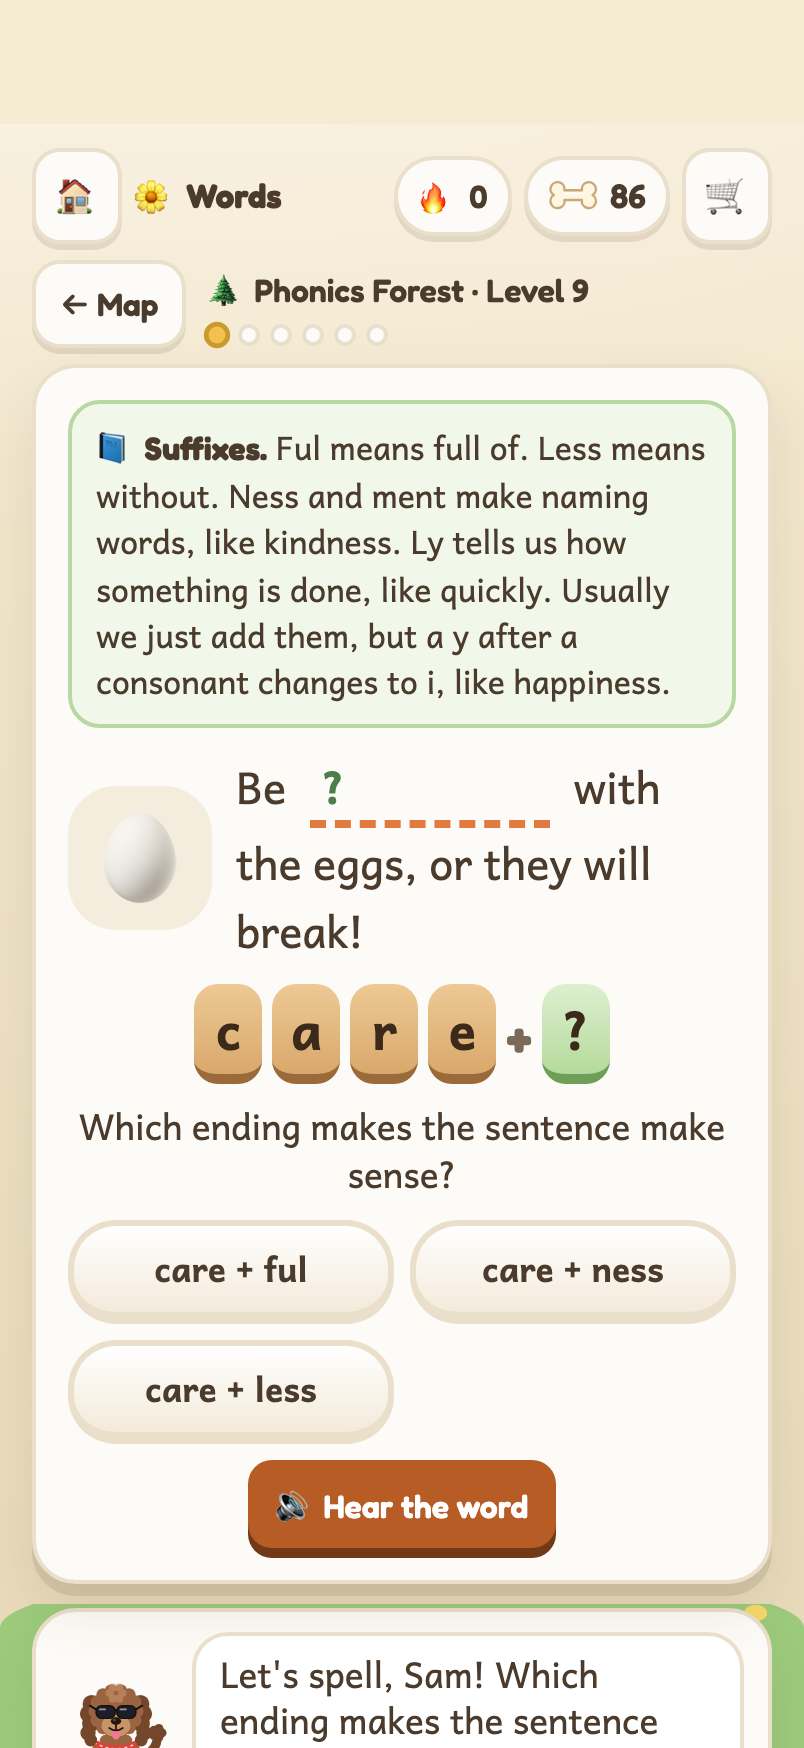 Words
0
86
← Map
Phonics Forest · Level 9
Suffixes. Ful means full of. Less means
without. Ness and ment make naming
words, like kindness. Ly tells us how
something is done, like quickly. Usually
we just add them, but a y after a
consonant changes to i, like happiness.
Be ? with
the eggs, or they will
break!
c a r e + ?
Which ending makes the sentence make
sense?
care + ful
care + ness
care + less
Hear the word
Let's spell, Sam! Which
ending makes the sentence